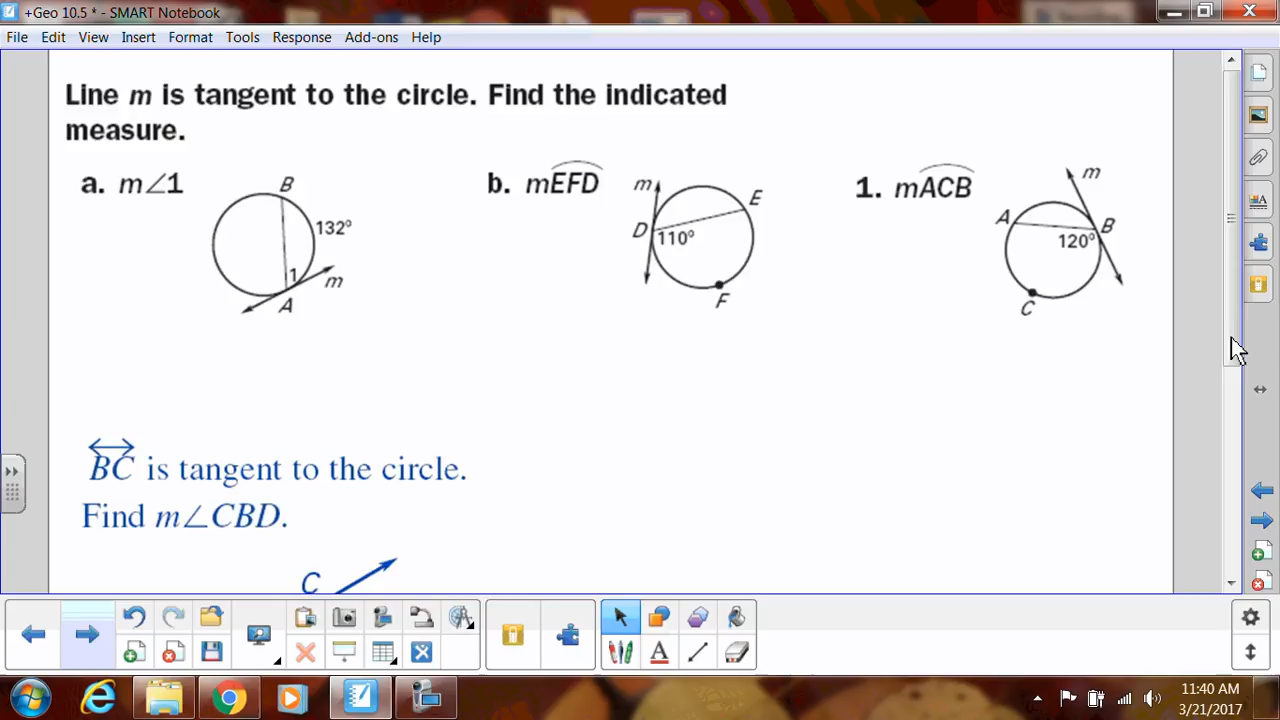 +Geo 10.5 * - SMART Notebook
File Edit View Insert Format Tools Response Add-ons Help
Line m is tangent to the circle. Find the indicated
measure.
a. m∠1
B
132°
1
m
A
b. mEFD
m
E
D
110°
F
1. mACB
m
A
B
120°
C
BC is tangent to the circle.
Find m∠CBD.
C
11:40 AM
3/21/2017